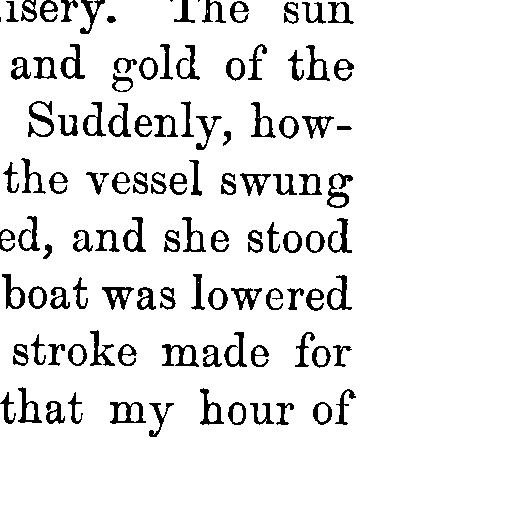 isery. The sun
and gold of the
Suddenly, how-
the vessel swung
ed, and she stood
boat was lowered
stroke made for
that my hour of